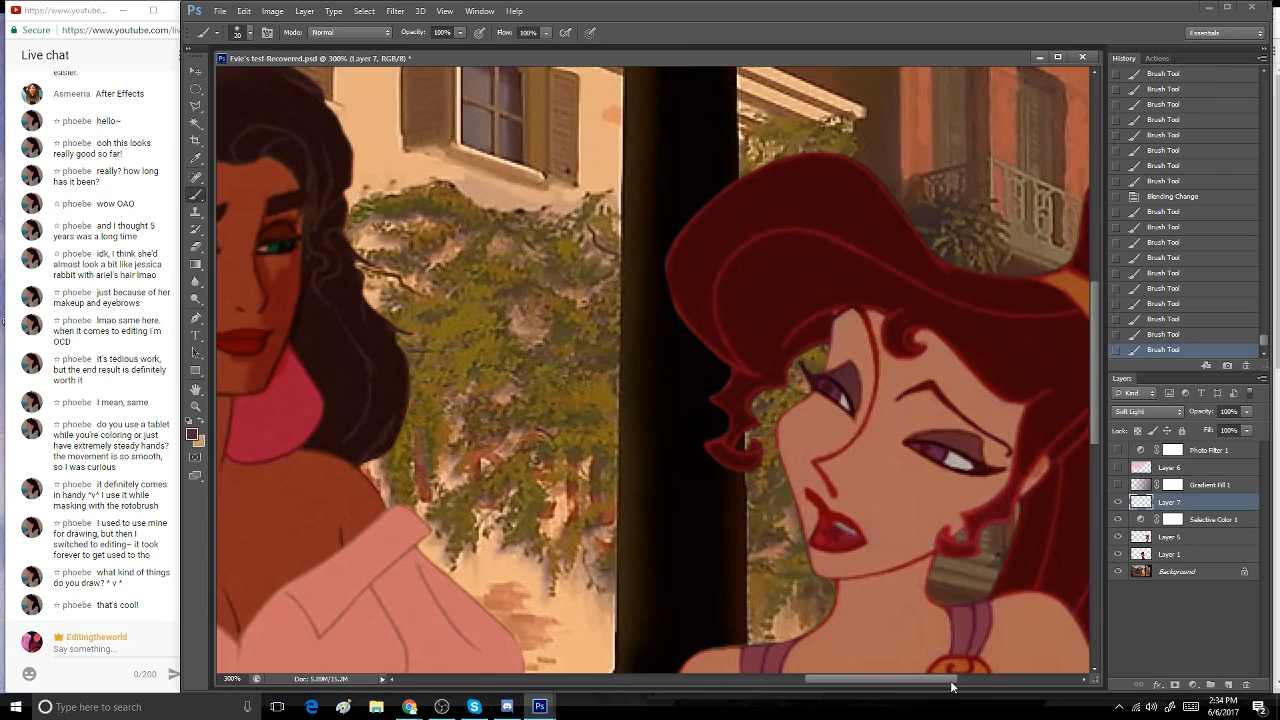 https://www.youtube...
Secure https://www.youtube.com/liv
Live chat
easier.
Asmeeria After Effects
☆ phoebe hello~
☆ phoebe ooh this looks
really good so far!
☆ phoebe really? how long
has it been?
☆ phoebe wow OAO
☆ phoebe and I thought 5
years was a long time
☆ phoebe idk, I think she'd
almost look a bit like jessica
rabbit with ariel's hair lmao
☆ phoebe just because of her
makeup and eyebrows
☆ phoebe lmao same here.
when it comes to editing I'm
OCD
☆ phoebe it's tedious work,
but the end result is definitely
worth it
☆ phoebe I mean, same
☆ phoebe do you use a tablet
while you're coloring or just
have extremely steady hands?
the movement is so smooth,
so I was curious
☆ phoebe it definitely comes
in handy ^v^ I use it while
masking with the rotobrush
☆ phoebe I used to use mine
for drawing, but then I
switched to editing~ it took
forever to get used to tho
☆ phoebe what kind of things
do you draw? * v *
☆ phoebe that's cool!
Editingtheworld
Say something...
0/200
Ps File Edit Image Layer Type Select Filter 3D View Window Help
20 Mode: Normal Opacity: 100% Flow: 100% Essentials
Ps Evie's test-Recovered.psd @ 300% (Layer 7, RGB/8) *
300% Doc: 5.89M/15.2M
History Actions
Brush Tool
Brush Tool
Brush Tool
Brush Tool
Brush Tool
Brush Tool
Brush Tool
Brush Tool
Blending Change
Brush Tool
Brush Tool
Brush Tool
Brush Tool
Brush Tool
Brush Tool
Brush Tool
Brush Tool
Brush Tool
Brush Tool
Layers
Kind
Soft Light Opacity: 100%
Lock: Fill: 100%
Photo Filter 1
Layer 6
Gradient Fill 1
Layer 7
Selective Color 1
Layer 5
Layer 1
Background
fx
Type here to search
Ps
2:34 PM
6/6/2017